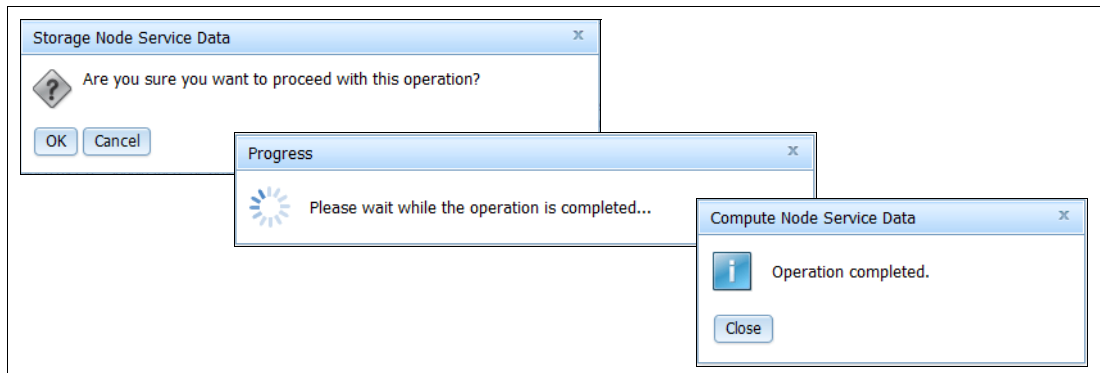 Storage Node Service Data x
Are you sure you want to proceed with this operation?
OK Cancel
Progress x
Please wait while the operation is completed...
Compute Node Service Data x
i Operation completed.
Close